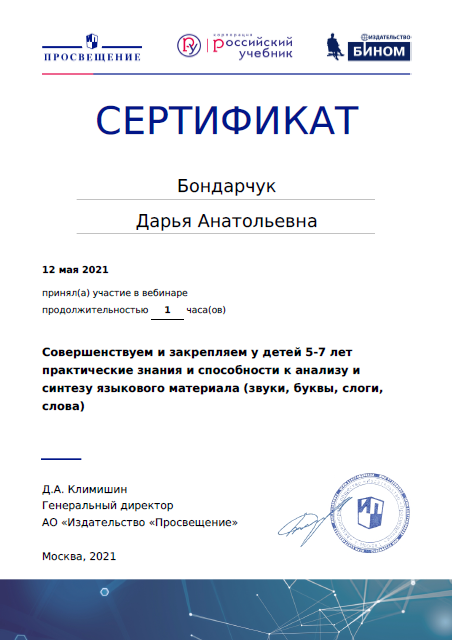 ПРОСВЕЩЕНИЕ
корпорация
российский
учебник
ИЗДАТЕЛЬСТВО
БИНОМ
СЕРТИФИКАТ
Бондарчук
Дарья Анатольевна
12 мая 2021
принял(а) участие в вебинаре
продолжительностью 1 часа(ов)
Совершенствуем и закрепляем у детей 5-7 лет
практические знания и способности к анализу и
синтезу языкового материала (звуки, буквы, слоги,
слова)
Д.А. Климишин
Генеральный директор
АО «Издательство «Просвещение»
Москва, 2021